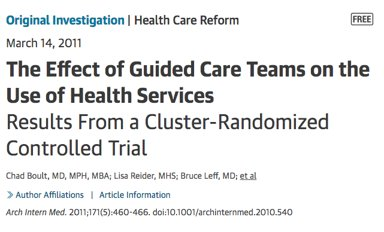 Original Investigation | Health Care Reform FREE
March 14, 2011
The Effect of Guided Care Teams on the
Use of Health Services
Results From a Cluster-Randomized
Controlled Trial
Chad Boult, MD, MPH, MBA; Lisa Reider, MHS; Bruce Leff, MD; et al
» Author Affiliations | Article Information
Arch Intern Med. 2011;171(5):460-466. doi:10.1001/archinternmed.2010.540